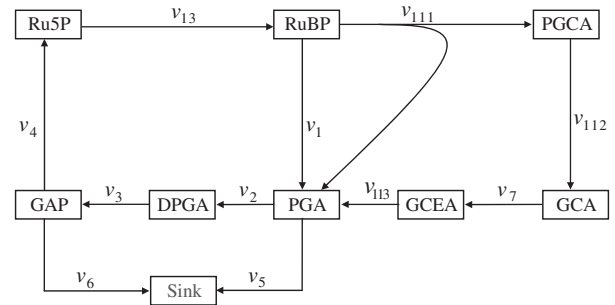 Ru5P v13 RuBP v111 PGCA
v4 v1 v112
GAP v3 DPGA v2 PGA v113 GCEA v7 GCA
v6 Sink v5